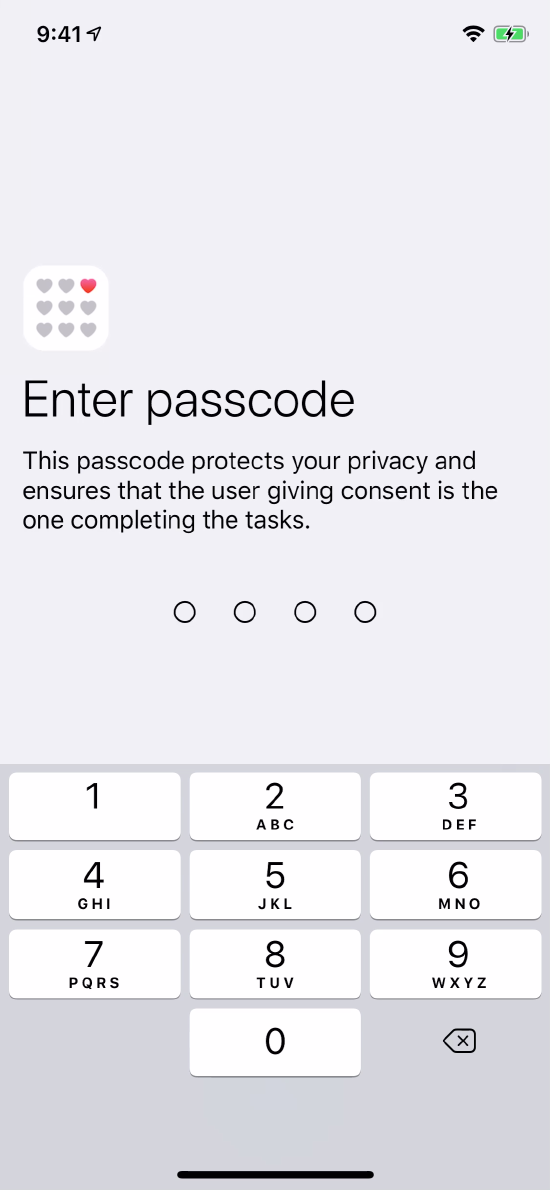 9:41
Enter passcode
This passcode protects your privacy and
ensures that the user giving consent is the
one completing the tasks.
1 2 3
ABC DEF
4 5 6
GHI JKL MNO
7 8 9
PQRS TUV WXYZ
0